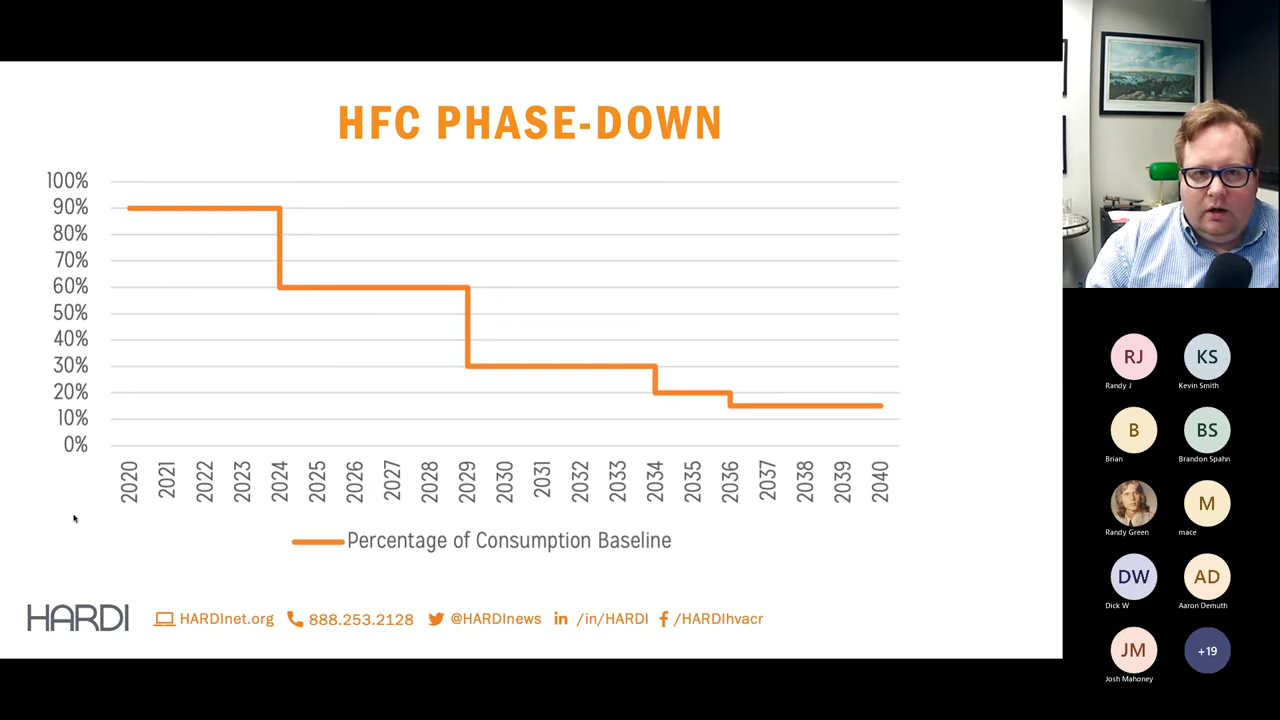 HFC PHASE-DOWN
100%
90%
80%
70%
60%
50%
40%
30%
20%
10%
0%
2020 2021 2022 2023 2024 2025 2026 2027 2028 2029 2030 2031 2032 2033 2034 2035 2036 2037 2038 2039 2040
Percentage of Consumption Baseline
HARDI HARDInet.org 888.253.2128 @HARDInews in /in/HARDI f /HARDIhvacr
RJ KS
Randy J Kevin Smith
B BS
Brian Brandon Spahn
M
Randy Green mace
DW AD
Dick W Aaron Demuth
JM +19
Josh Mahoney